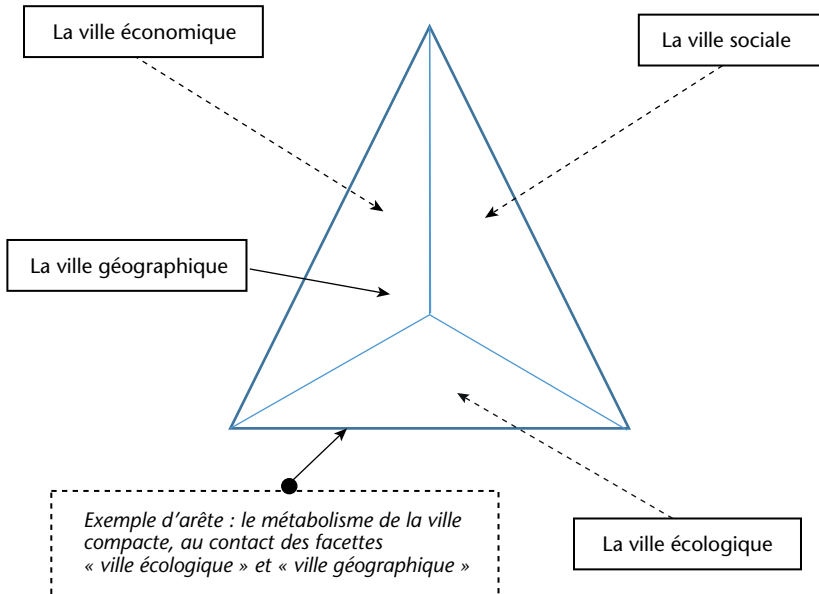 La ville économique
La ville sociale
La ville géographique
Exemple d’arête : le métabolisme de la ville
compacte, au contact des facettes
« ville écologique » et « ville géographique »
La ville écologique